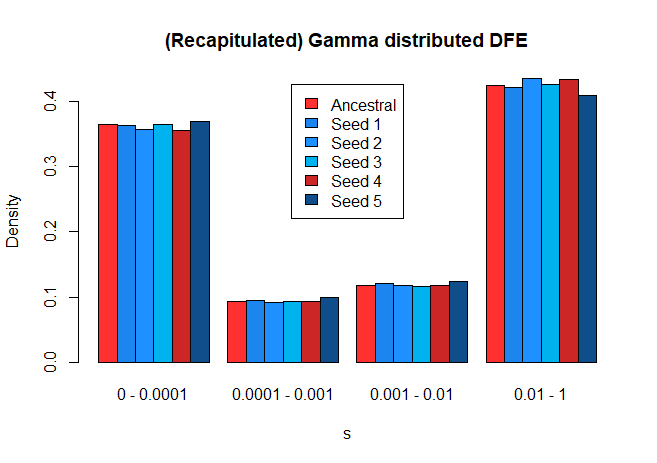 (Recapitulated) Gamma distributed DFE
Density
0.4
0.3
0.2
0.1
0.0
Ancestral
Seed 1
Seed 2
Seed 3
Seed 4
Seed 5
0 - 0.0001
0.0001 - 0.001
0.001 - 0.01
0.01 - 1
s